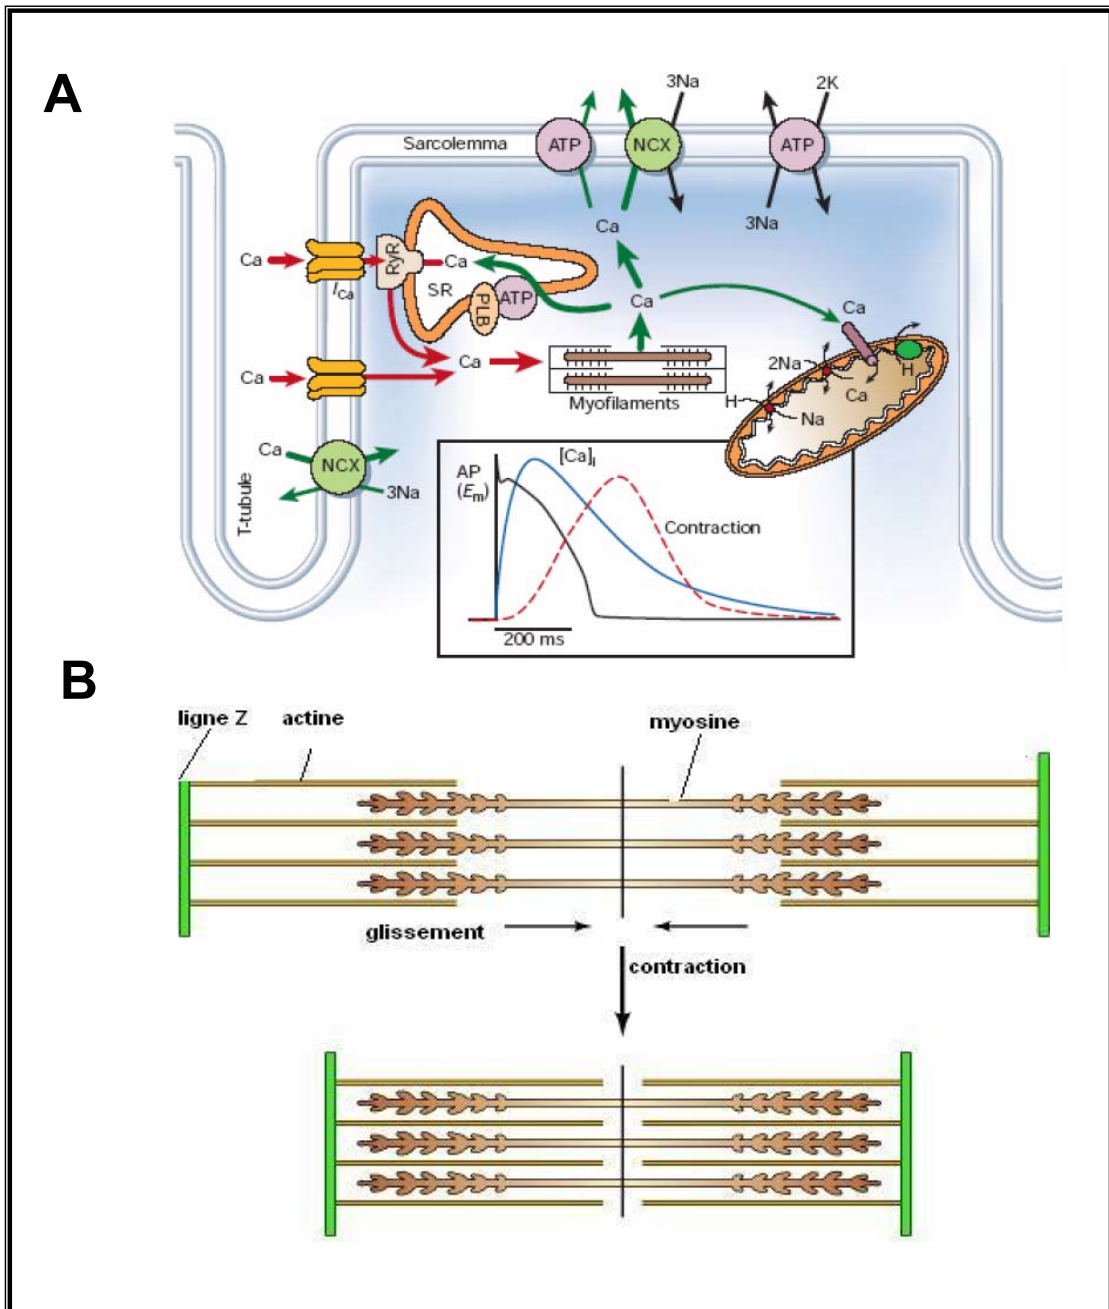 A
3Na
2K
ATP
NCX
ATP
Sarcolemma
3Na
Ca
Ca
RyR
Ca
ICa
SR
PLB
ATP
Ca
Ca
Ca
Ca
2Na
H
Ca
H
Na
Myofilaments
Ca
NCX
3Na
T-tubule
AP
(Em)
[Ca]i
Contraction
200 ms
B
ligne Z
actine
myosine
glissement
contraction